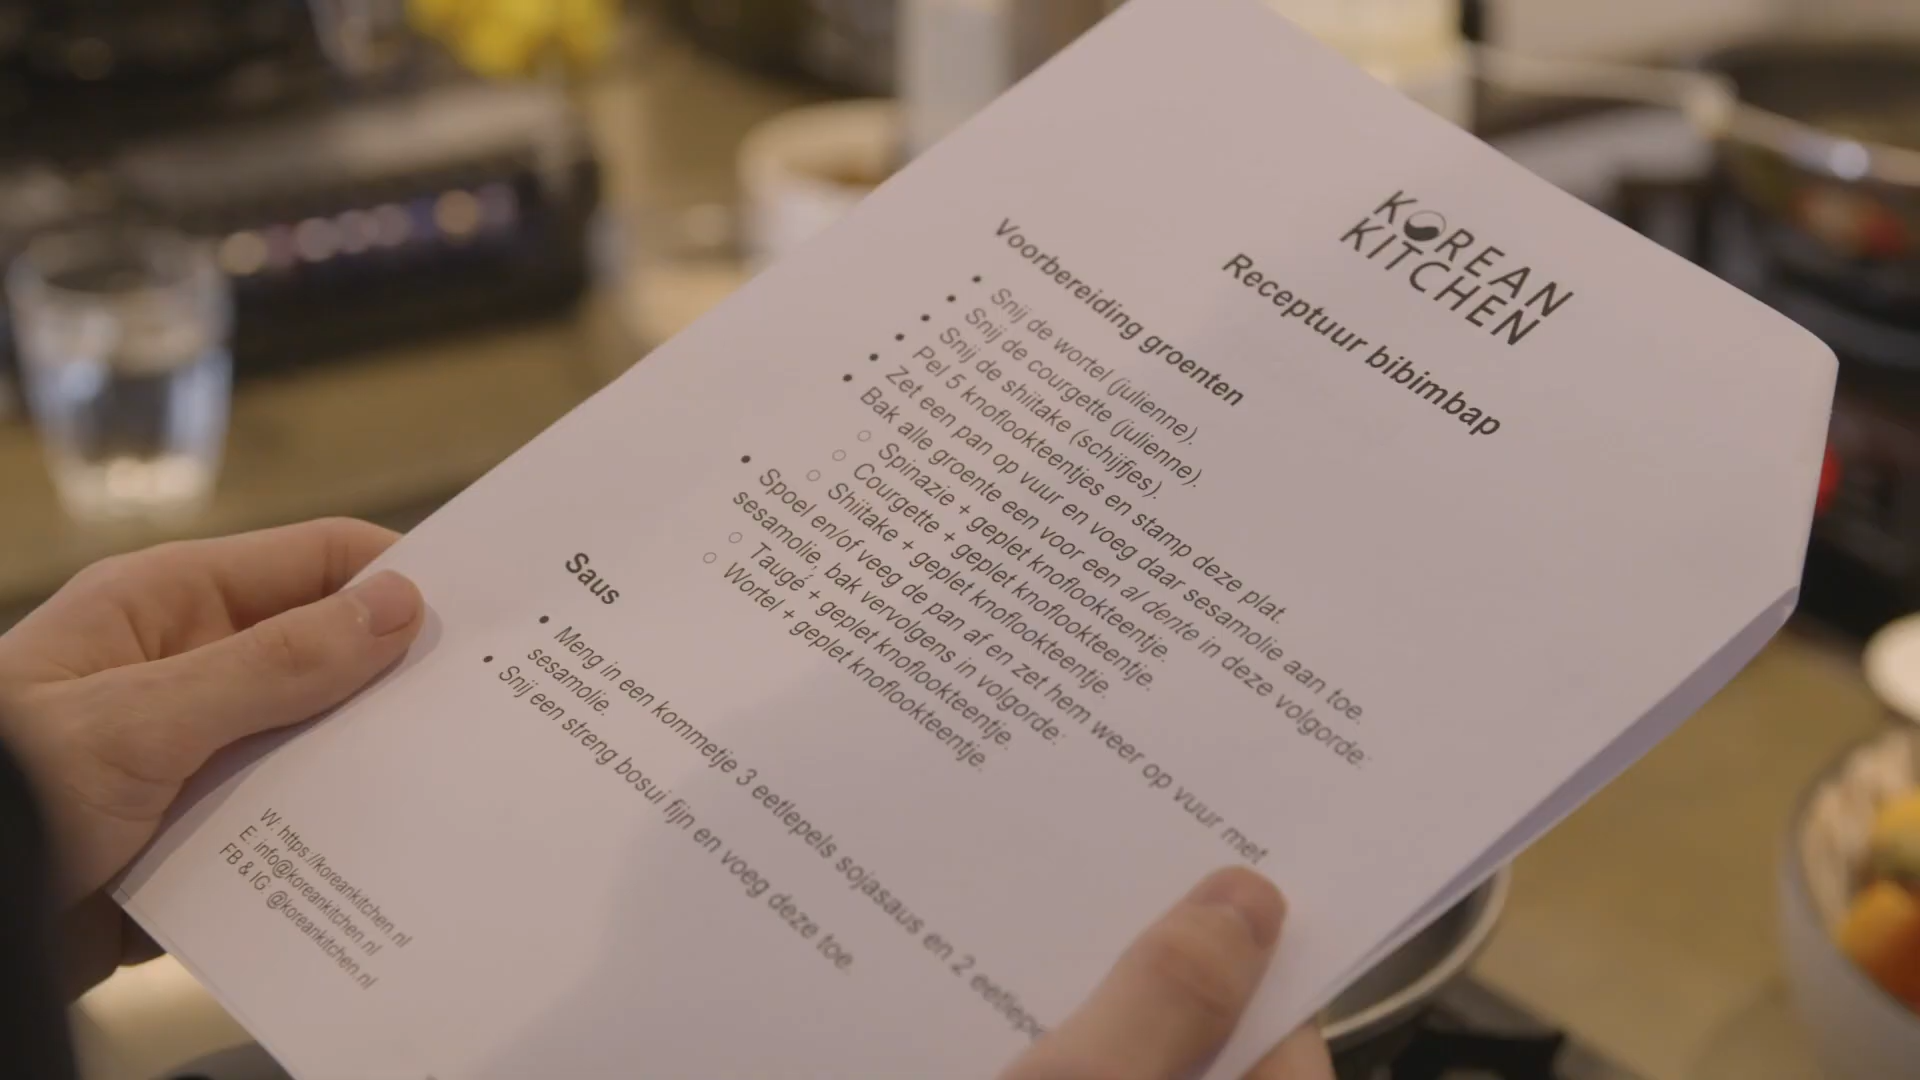 KOREAN
KITCHEN
Receptuur bibimbap
Voorbereiding groenten
• Snij de wortel (julienne).
• Snij de courgette (julienne).
• Snij de shiitake (schijfjes).
• Pel 5 knoflookteentjes en stamp deze plat.
• Zet een pan op vuur en voeg daar sesamolie aan toe.
• Bak alle groente een voor een al dente in deze volgorde:
○ Spinazie + geplet knoflookteentje.
○ Courgette + geplet knoflookteentje.
○ Shiitake + geplet knoflookteentje.
• Spoel en/of veeg de pan af en zet hem weer op vuur met
sesamolie, bak vervolgens in volgorde:
○ Taugé + geplet knoflookteentje.
○ Wortel + geplet knoflookteentje.
Saus
• Meng in een kommetje 3 eetlepels sojasaus en 2 eetlepe
sesamolie.
• Snij een streng bosui fijn en voeg deze toe.
W: https://koreankitchen.nl
E: info@koreankitchen.nl
FB & IG: @koreankitchen.nl